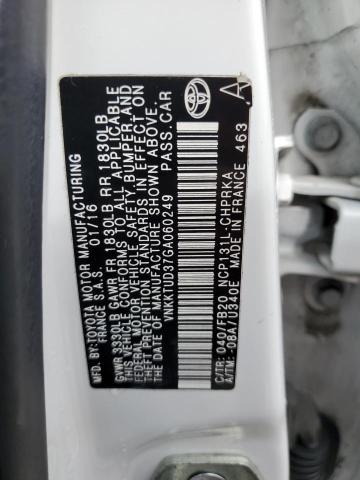 MFD.BY:TOYOTA MOTOR MANUFACTURING
FRANCE S.A.S. 01/16
GVWR 3330LB GAWR FR 1830LB RR 1830LB
THIS VEHICLE CONFORMS TO ALL APPLICABLE
FEDERAL MOTOR VEHICLE SAFETY, BUMPER, AND
THEFT PREVENTION STANDARDS IN EFFECT ON
THE DATE OF MANUFACTURE SHOWN ABOVE.
VNKKTUD37GA060249 PASS.CAR
C/TR: 040/FB20 NCP131L-CHPRKA
A/TM: -08A/U340E MADE IN FRANCE 463
A